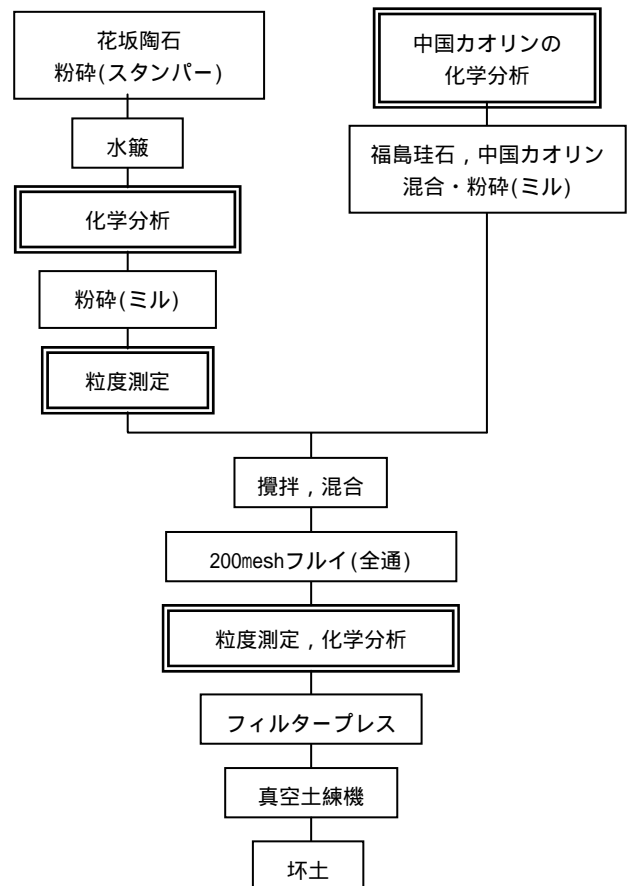 花坂陶石
粉砕(スタンパー)
水簸
化学分析
粉砕(ミル)
粒度測定
中国カオリンの
化学分析
福島珪石，中国カオリン
混合・粉砕(ミル)
攪拌，混合
200meshフルイ(全通)
粒度測定，化学分析
フィルタープレス
真空土練機
坏土